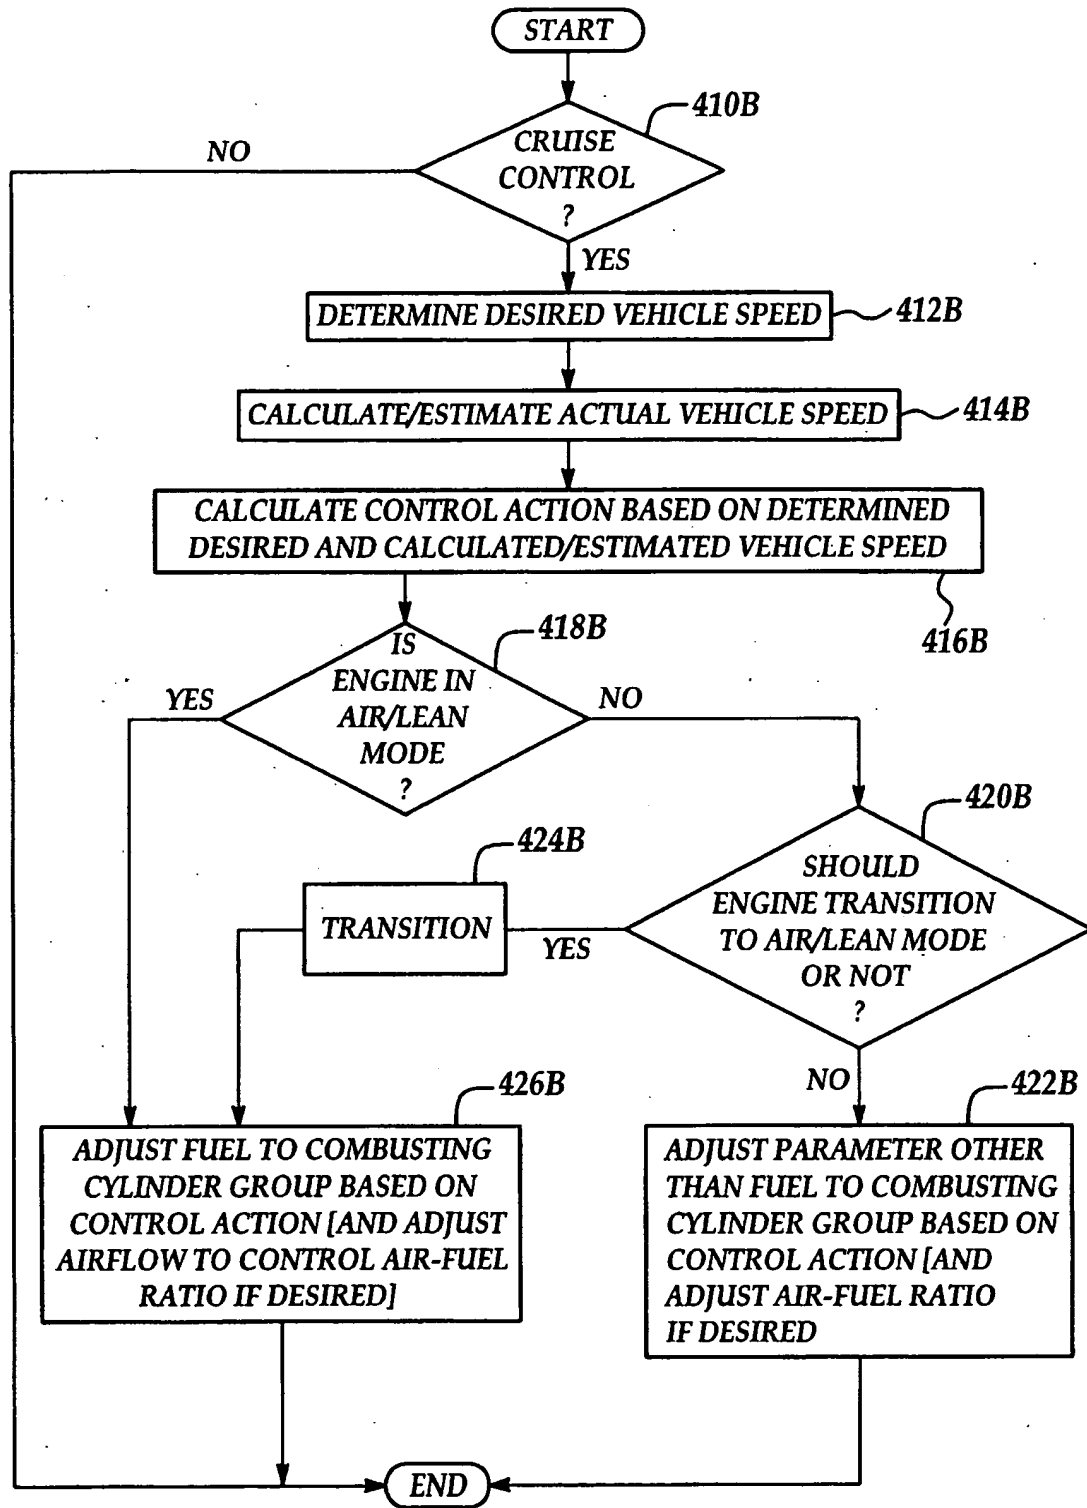 START
410B
CRUISE
CONTROL
?
NO
YES
DETERMINE DESIRED VEHICLE SPEED
412B
CALCULATE/ESTIMATE ACTUAL VEHICLE SPEED
414B
CALCULATE CONTROL ACTION BASED ON DETERMINED
DESIRED AND CALCULATED/ESTIMATED VEHICLE SPEED
416B
418B
IS
ENGINE IN
AIR/LEAN
MODE
?
YES
NO
420B
SHOULD
ENGINE TRANSITION
TO AIR/LEAN MODE
OR NOT
?
424B
TRANSITION
YES
NO
426B
ADJUST FUEL TO COMBUSTING
CYLINDER GROUP BASED ON
CONTROL ACTION [AND ADJUST
AIRFLOW TO CONTROL AIR-FUEL
RATIO IF DESIRED]
422B
ADJUST PARAMETER OTHER
THAN FUEL TO COMBUSTING
CYLINDER GROUP BASED ON
CONTROL ACTION [AND
ADJUST AIR-FUEL RATIO
IF DESIRED
END